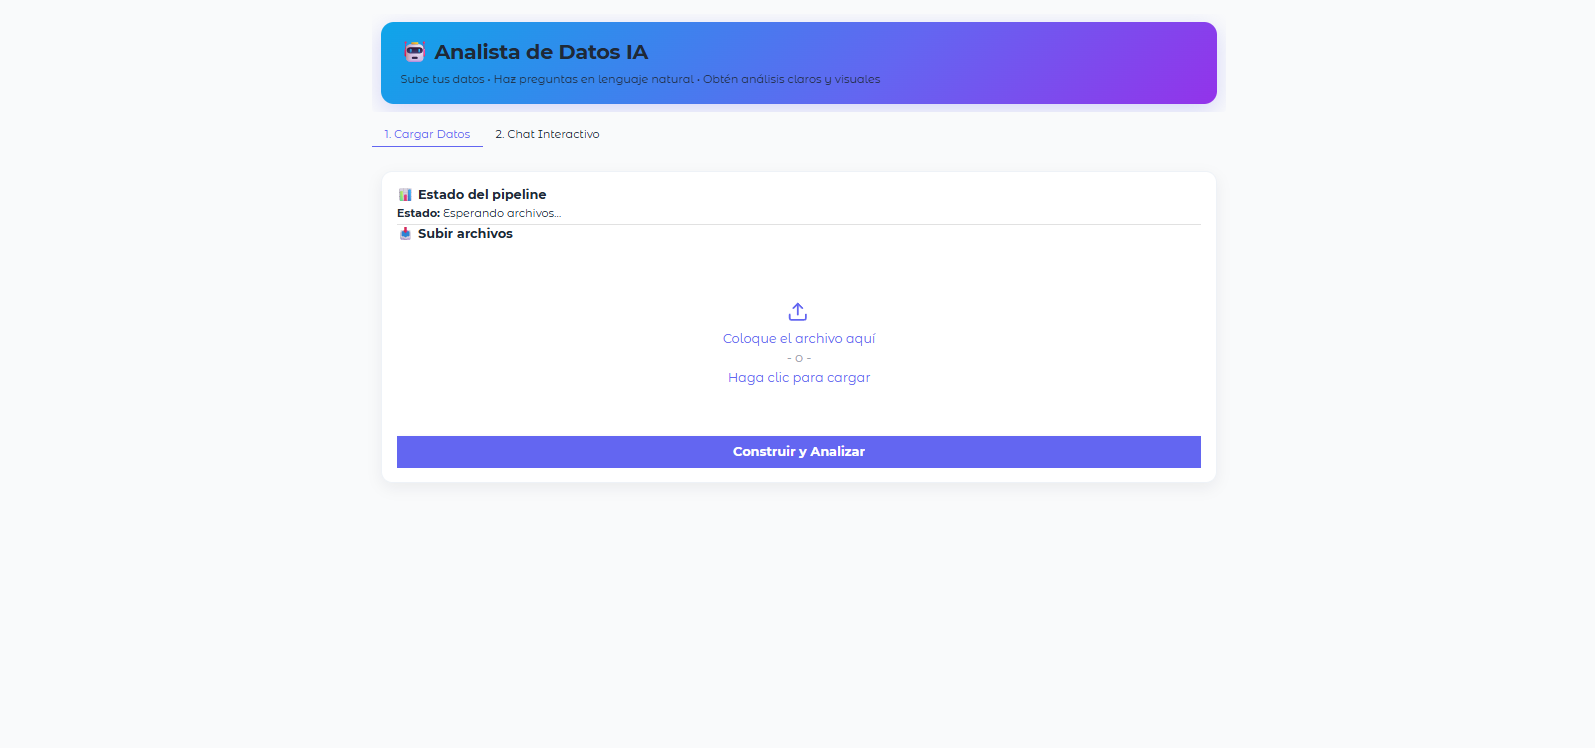 Analista de Datos IA
Sube tus datos • Haz preguntas en lenguaje natural • Obtén análisis claros y visuales
1. Cargar Datos
2. Chat Interactivo
Estado del pipeline
Estado: Esperando archivos...
Subir archivos
Coloque el archivo aquí
- o -
Haga clic para cargar
Construir y Analizar